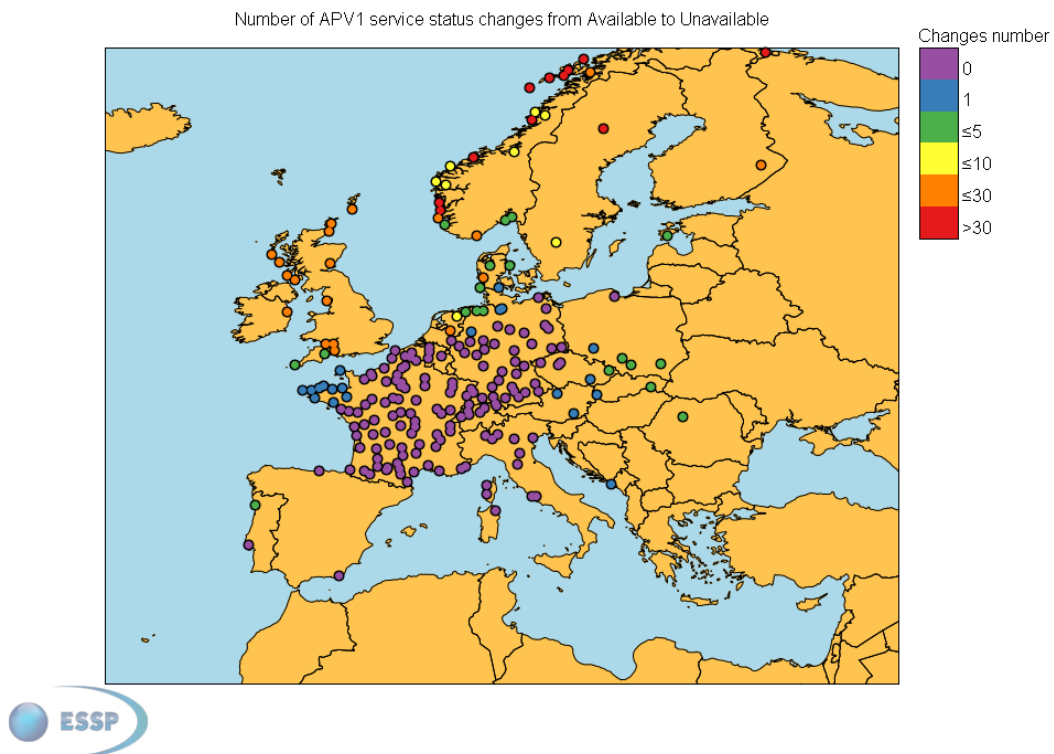 Number of APV1 service status changes from Available to Unavailable
Changes number
0
1
≤5
≤10
≤30
>30
ESSP